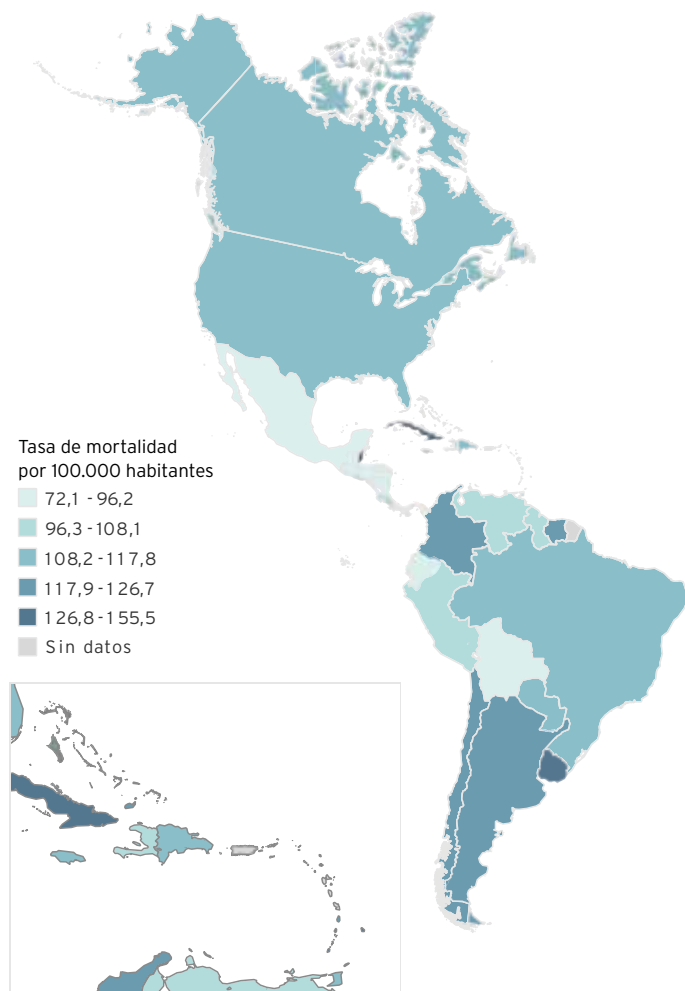 Tasa de mortalidad
por 100.000 habitantes
72,1 - 96,2
96,3 - 108,1
108,2 - 117,8
117,9 - 126,7
126,8 - 155,5
Sin datos